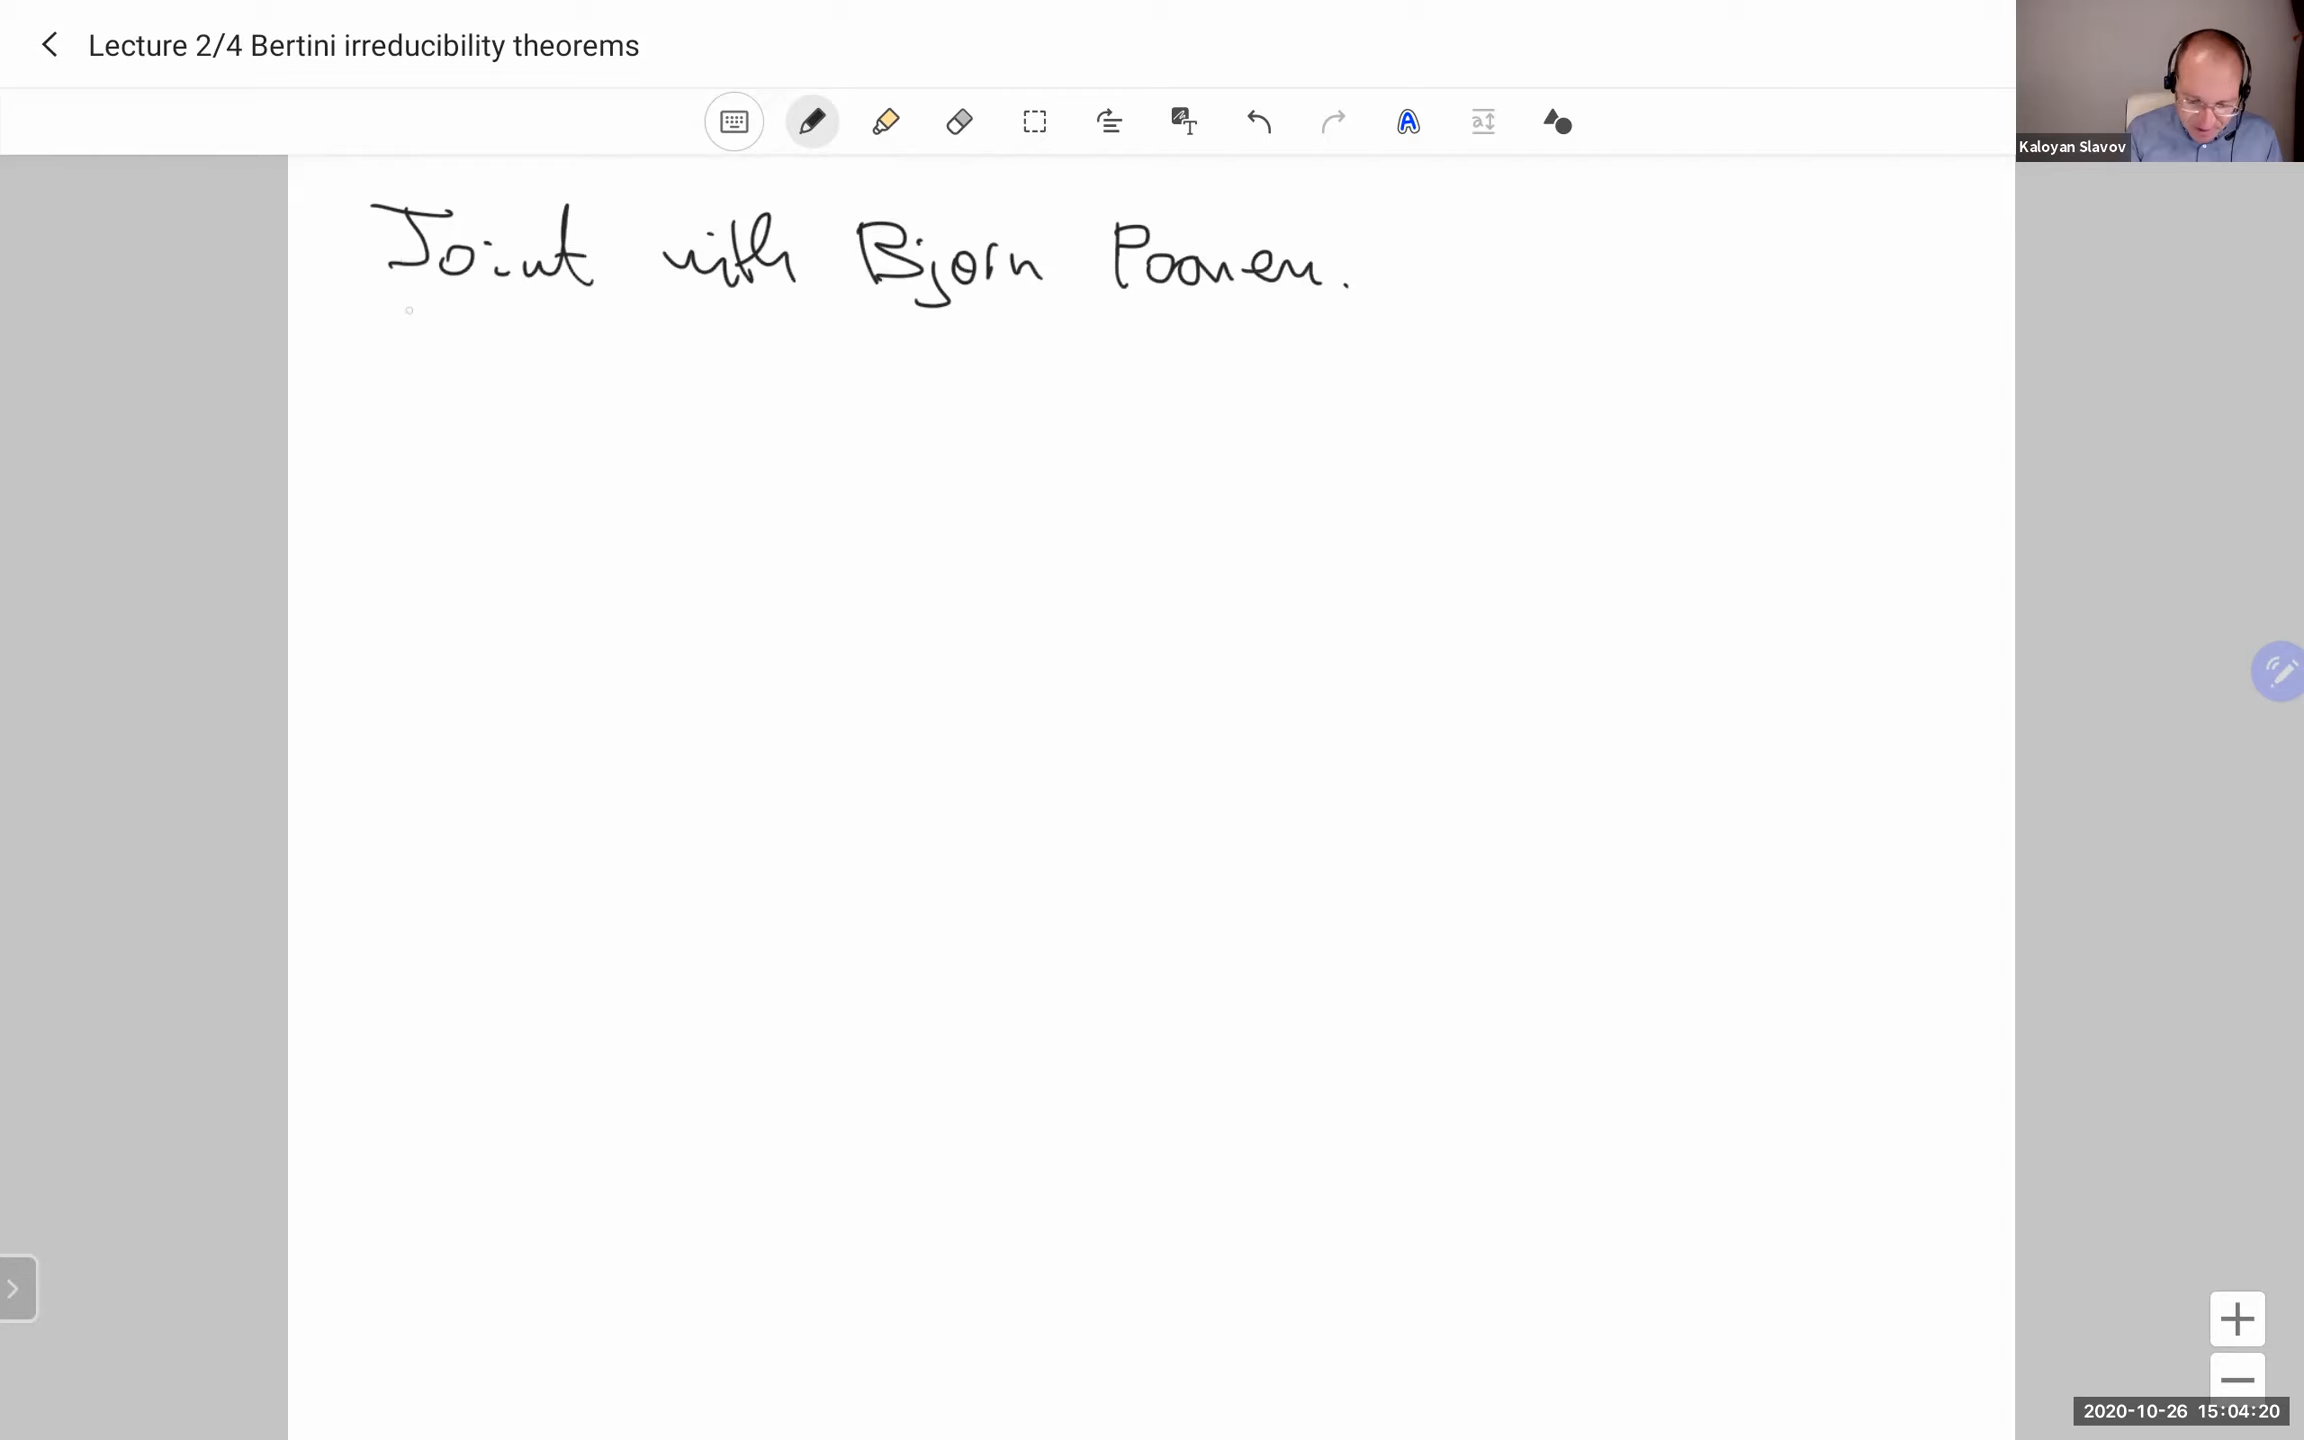 Lecture 2/4 Bertini irreducibility theorems
Kaloyan Slavov
Joint with Bjorn Poonen.
2020-10-26 15:04:20